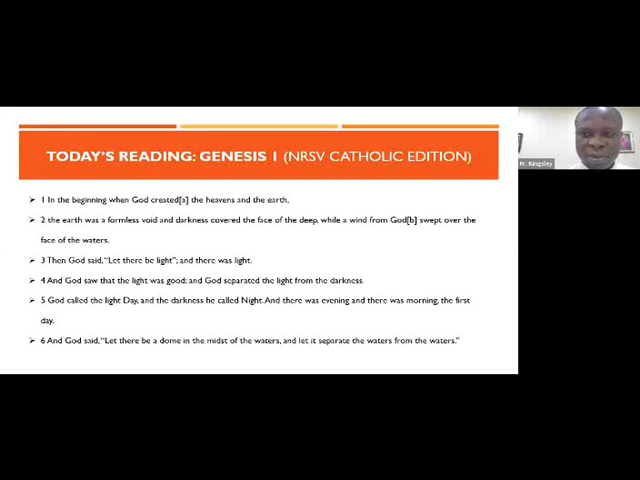 TODAY'S READING: GENESIS 1 (NRSV CATHOLIC EDITION)
Fr. Kingsley
➢ 1 In the beginning when God created[a] the heavens and the earth,
➢ 2 the earth was a formless void and darkness covered the face of the deep, while a wind from God[b] swept over the
face of the waters.
➢ 3 Then God said, "Let there be light"; and there was light.
➢ 4 And God saw that the light was good; and God separated the light from the darkness.
➢ 5 God called the light Day, and the darkness he called Night. And there was evening and there was morning, the first
day.
➢ 6 And God said, "Let there be a dome in the midst of the waters, and let it separate the waters from the waters."